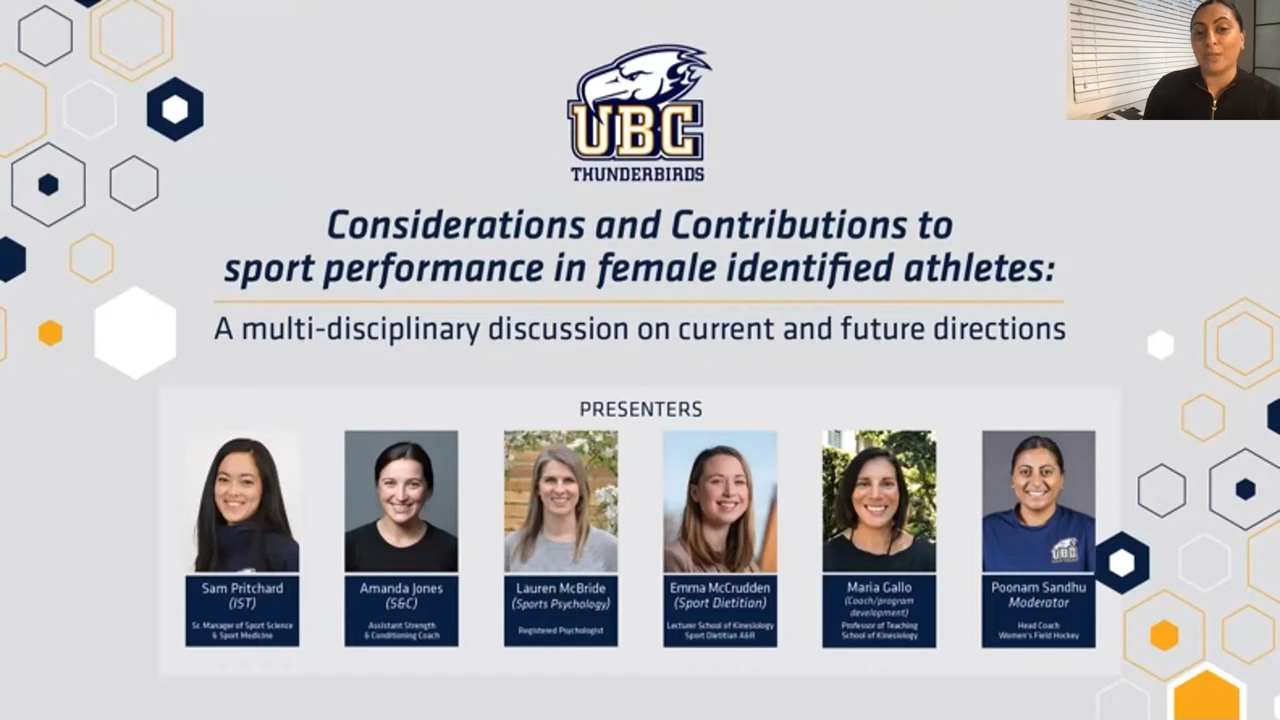 UBC
THUNDERBIRDS
Considerations and Contributions to
sport performance in female identified athletes:
A multi-disciplinary discussion on current and future directions
PRESENTERS
Sam Pritchard
(IST)
Sr. Manager of Sport Science
& Sport Medicine
Amanda Jones
(S&C)
Assistant Strength
& Conditioning Coach
Lauren McBride
(Sports Psychology)
Registered Psychologist
Emma McCrudden
(Sport Dietitian)
Lecturer School of Kinesiology
Sport Dietitian A&R
Maria Gallo
(Coach/program
development)
Professor of Teaching
School of Kinesiology
UBC
Poonam Sandhu
Moderator
Head Coach
Women's Field Hockey